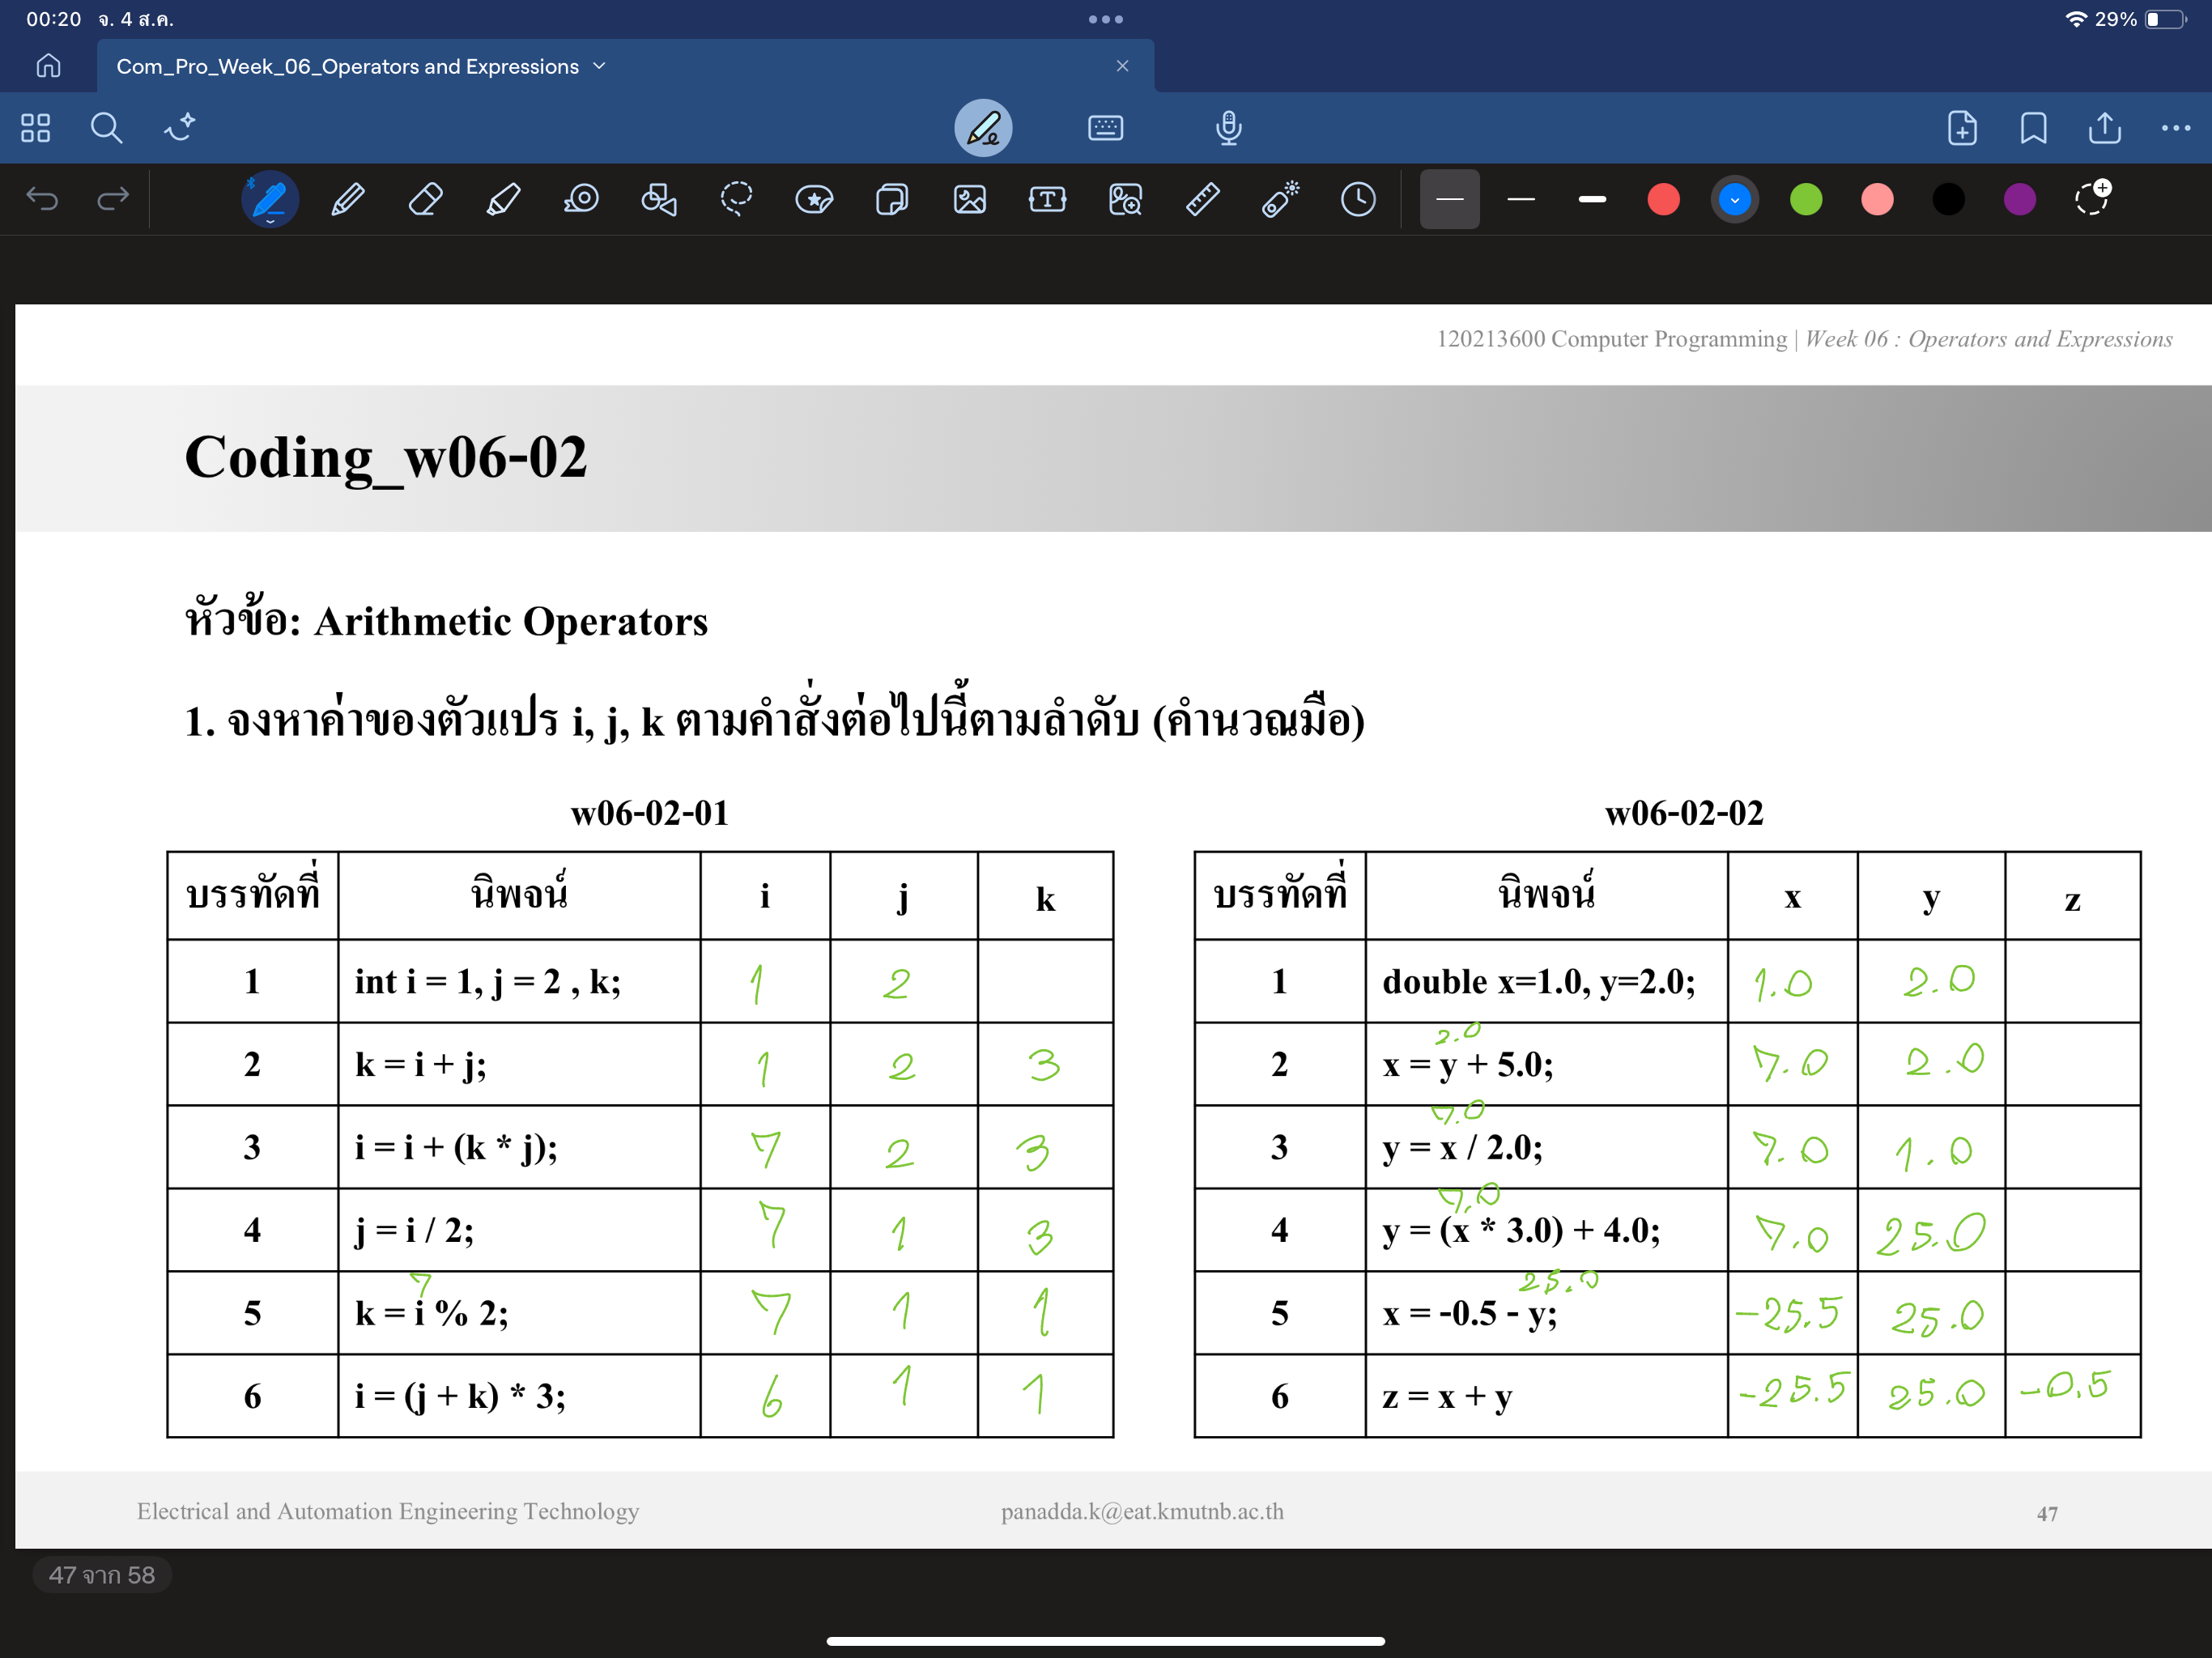 00:20 จ. 4 ส.ค.
29%
Com_Pro_Week_06_Operators and Expressions
120213600 Computer Programming | Week 06 : Operators and Expressions
Coding_w06-02
หัวข้อ: Arithmetic Operators
1. จงหาค่าของตัวแปร i, j, k ตามคำสั่งต่อไปนี้ตามลำดับ (คำนวณมือ)
w06-02-01
บรรทัดที่ นิพจน์ i j k
1 int i = 1, j = 2 , k; 1 2
2 k = i + j; 1 2 3
3 i = i + (k * j); 7 2 3
4 j = i / 2; 7 1 3
7
5 k = i % 2; 7 1 1
6 i = (j + k) * 3; 6 1 1
w06-02-02
บรรทัดที่ นิพจน์ x y z
1 double x=1.0, y=2.0; 1.0 2.0
2.0
2 x = y + 5.0; 7.0 2.0
7.0
3 y = x / 2.0; 7.0 1.0
7.0
4 y = (x * 3.0) + 4.0; 7.0 25.0
25.0
5 x = -0.5 - y; -25.5 25.0
6 z = x + y -25.5 25.0 -0.5
Electrical and Automation Engineering Technology
panadda.k@eat.kmutnb.ac.th
47
47 จาก 58